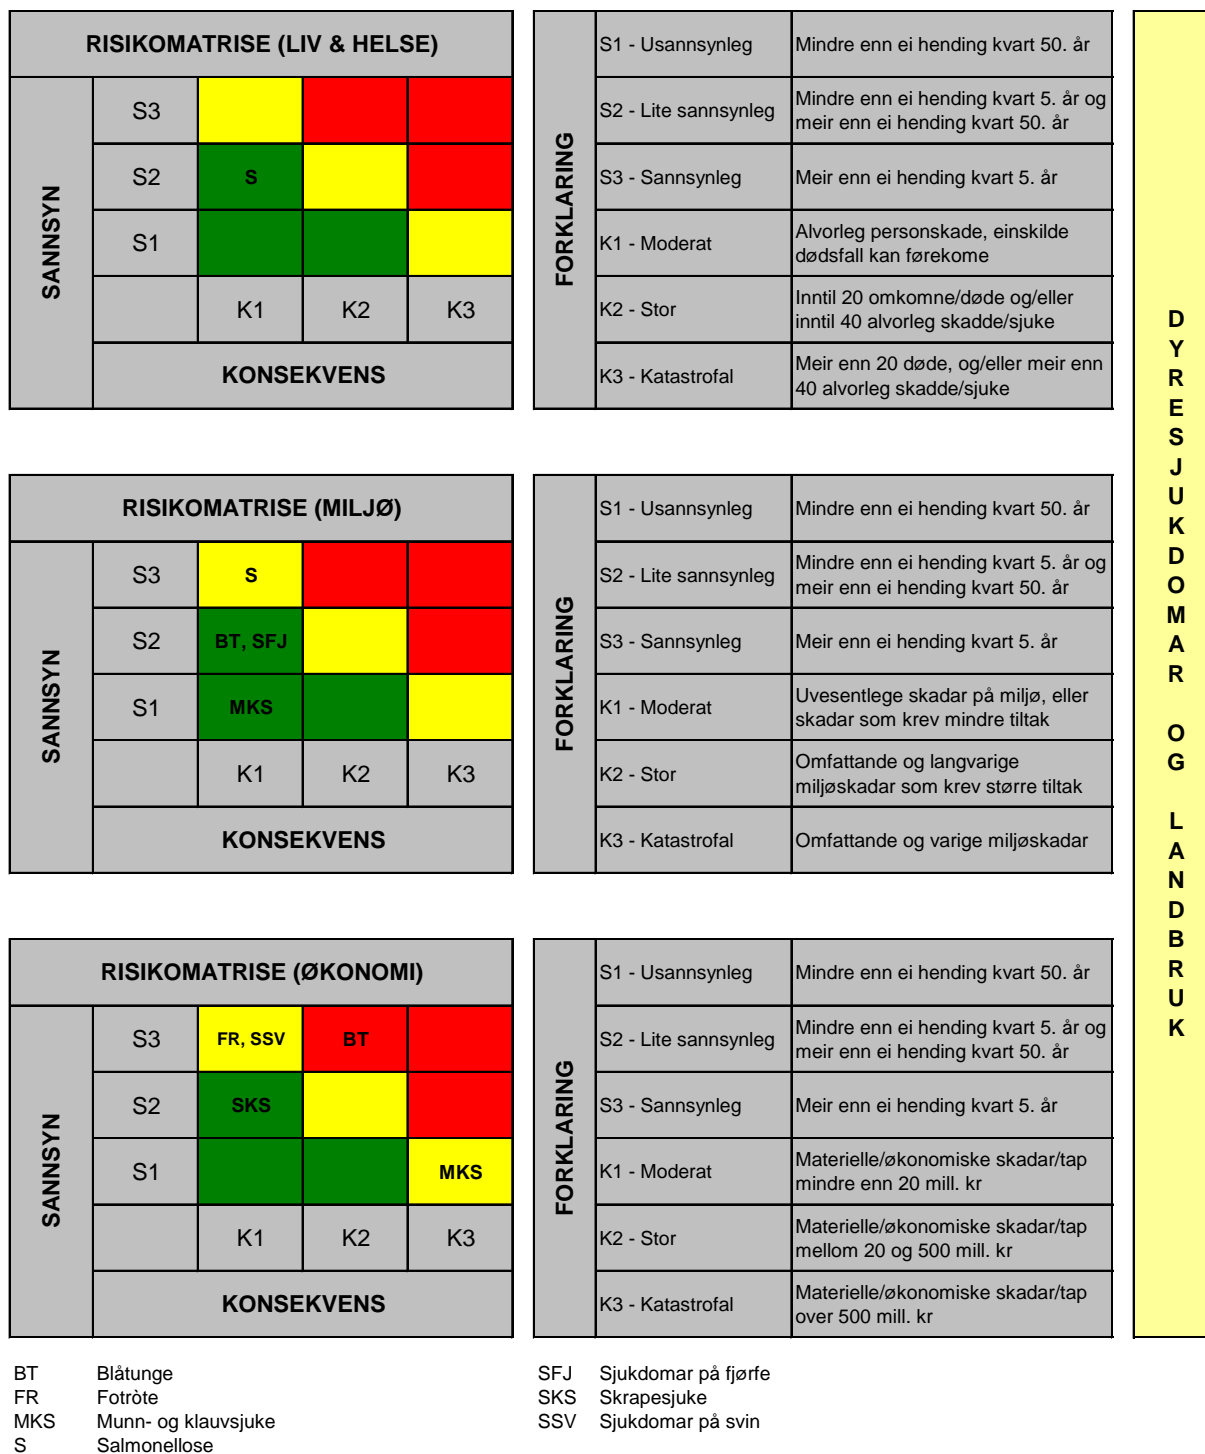 RISIKOMATRISE (LIV & HELSE)
SANNSYN
S3
S2
S
S1
K1
K2
K3
KONSEKVENS
FORKLARING
S1 - Usannsynleg
Mindre enn ei hending kvart 50. år
S2 - Lite sannsynleg
Mindre enn ei hending kvart 5. år og
meir enn ei hending kvart 50. år
S3 - Sannsynleg
Meir enn ei hending kvart 5. år
K1 - Moderat
Alvorleg personskade, einskilde
dødsfall kan førekome
K2 - Stor
Inntil 20 omkomne/døde og/eller
inntil 40 alvorleg skadde/sjuke
K3 - Katastrofal
Meir enn 20 døde, og/eller meir enn
40 alvorleg skadde/sjuke
RISIKOMATRISE (MILJØ)
SANNSYN
S3
S
S2
BT, SFJ
S1
MKS
K1
K2
K3
KONSEKVENS
FORKLARING
S1 - Usannsynleg
Mindre enn ei hending kvart 50. år
S2 - Lite sannsynleg
Mindre enn ei hending kvart 5. år og
meir enn ei hending kvart 50. år
S3 - Sannsynleg
Meir enn ei hending kvart 5. år
K1 - Moderat
Uvesentlege skadar på miljø, eller
skadar som krev mindre tiltak
K2 - Stor
Omfattande og langvarige
miljøskadar som krev større tiltak
K3 - Katastrofal
Omfattande og varige miljøskadar
RISIKOMATRISE (ØKONOMI)
SANNSYN
S3
FR, SSV
BT
S2
SKS
S1
MKS
K1
K2
K3
KONSEKVENS
FORKLARING
S1 - Usannsynleg
Mindre enn ei hending kvart 50. år
S2 - Lite sannsynleg
Mindre enn ei hending kvart 5. år og
meir enn ei hending kvart 50. år
S3 - Sannsynleg
Meir enn ei hending kvart 5. år
K1 - Moderat
Materielle/økonomiske skadar/tap
mindre enn 20 mill. kr
K2 - Stor
Materielle/økonomiske skadar/tap
mellom 20 og 500 mill. kr
K3 - Katastrofal
Materielle/økonomiske skadar/tap
over 500 mill. kr
DYRESJUKDOMAR OG LANDBRUK
BT Blåtunge
FR Fotròte
MKS Munn- og klauvsjuke
S Salmonellose
SFJ Sjukdomar på fjørfe
SKS Skrapesjuke
SSV Sjukdomar på svin